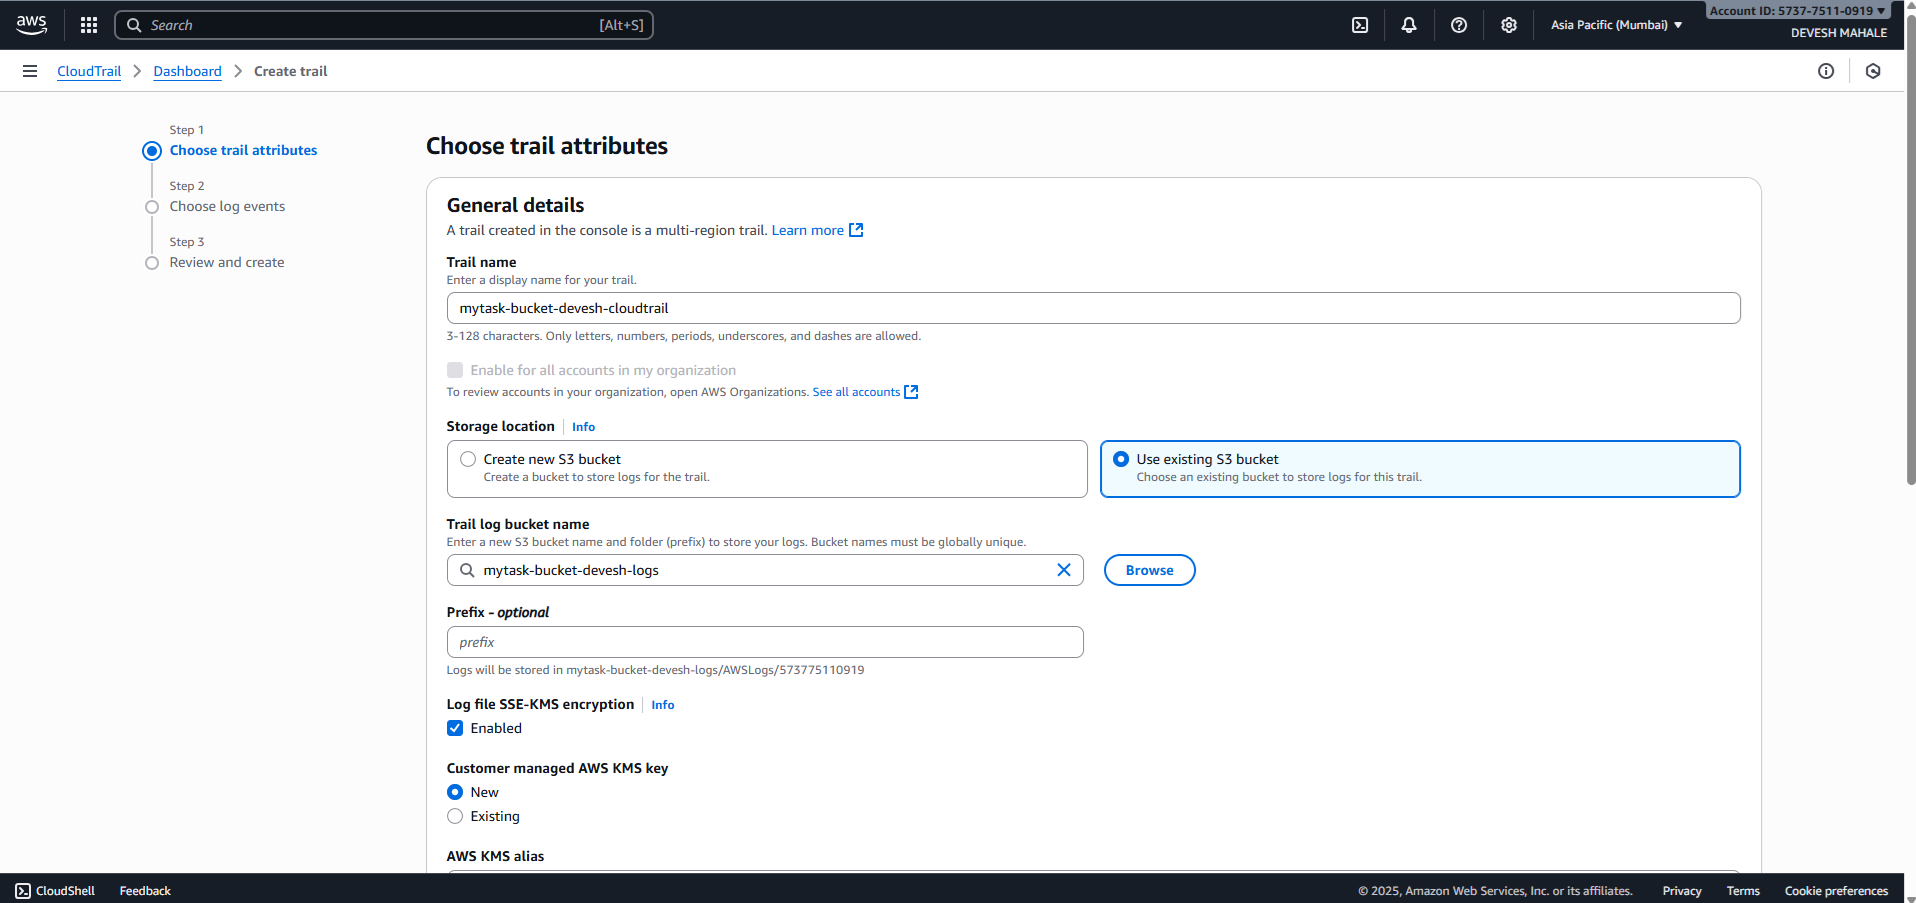 aws
Search
[Alt+S]
Asia Pacific (Mumbai)
Account ID: 5737-7511-0919
DEVESH MAHALE
CloudTrail
Dashboard
Create trail
Step 1
Choose trail attributes
Step 2
Choose log events
Step 3
Review and create
Choose trail attributes
General details
A trail created in the console is a multi-region trail. Learn more
Trail name
Enter a display name for your trail.
mytask-bucket-devesh-cloudtrail
3-128 characters. Only letters, numbers, periods, underscores, and dashes are allowed.
Enable for all accounts in my organization
To review accounts in your organization, open AWS Organizations. See all accounts
Storage location Info
Create new S3 bucket
Create a bucket to store logs for the trail.
Use existing S3 bucket
Choose an existing bucket to store logs for this trail.
Trail log bucket name
Enter a new S3 bucket name and folder (prefix) to store your logs. Bucket names must be globally unique.
mytask-bucket-devesh-logs
Browse
Prefix - optional
prefix
Logs will be stored in mytask-bucket-devesh-logs/AWSLogs/573775110919
Log file SSE-KMS encryption Info
Enabled
Customer managed AWS KMS key
New
Existing
AWS KMS alias
CloudShell
Feedback
© 2025, Amazon Web Services, Inc. or its affiliates.
Privacy
Terms
Cookie preferences